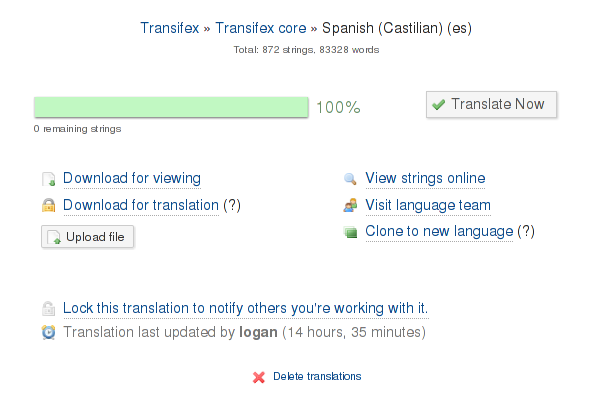 Transifex » Transifex core » Spanish (Castilian) (es)
Total: 872 strings, 83328 words
100%
Translate Now
0 remaining strings
Download for viewing
View strings online
Download for translation (?)
Visit language team
Upload file
Clone to new language (?)
Lock this translation to notify others you're working with it.
Translation last updated by logan (14 hours, 35 minutes)
Delete translations